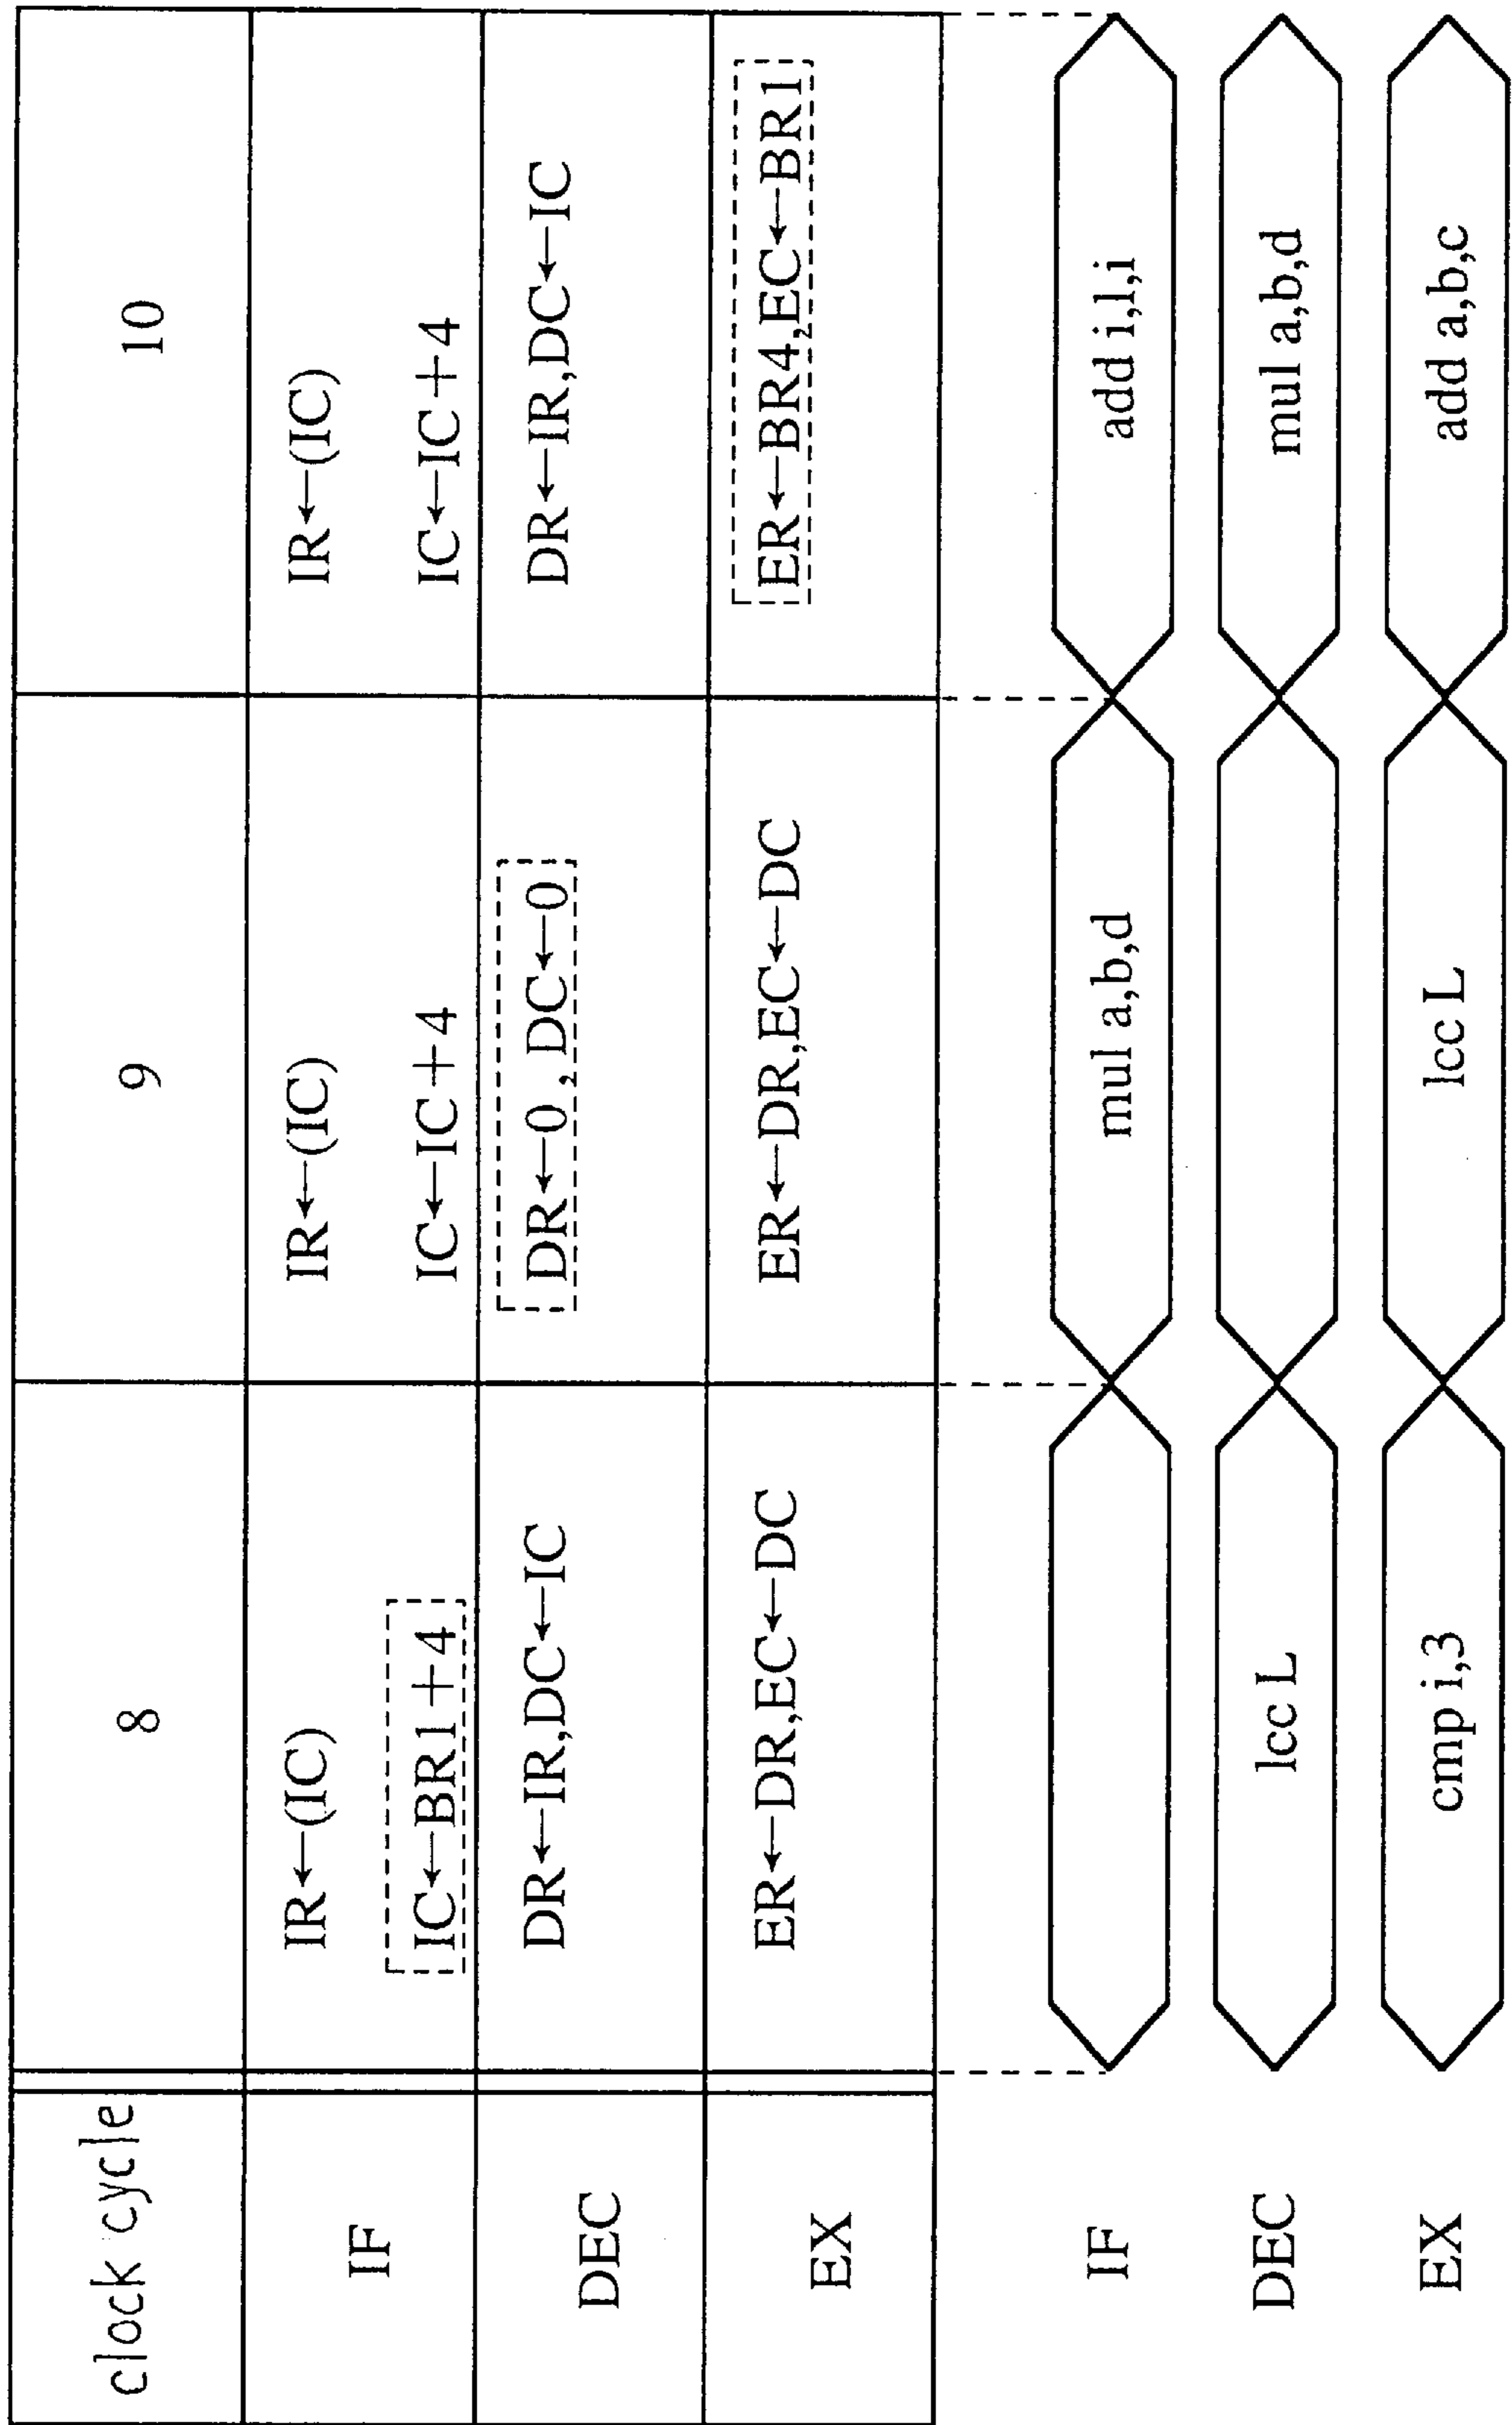 clock cycle 8 9 10
IF IR←(IC) IR←(IC) IR←(IC)
IC←BR1+4 IC←IC+4 IC←IC+4
DEC DR←IR,DC←IC DR←0,DC←0 DR←IR,DC←IC
EX ER←DR,EC←DC ER←DR,EC←DC ER←BR4,EC←BR1
IF mul a,b,d add i,l,i
DEC lcc L mul a,b,d
EX cmp i,3 lcc L add a,b,c